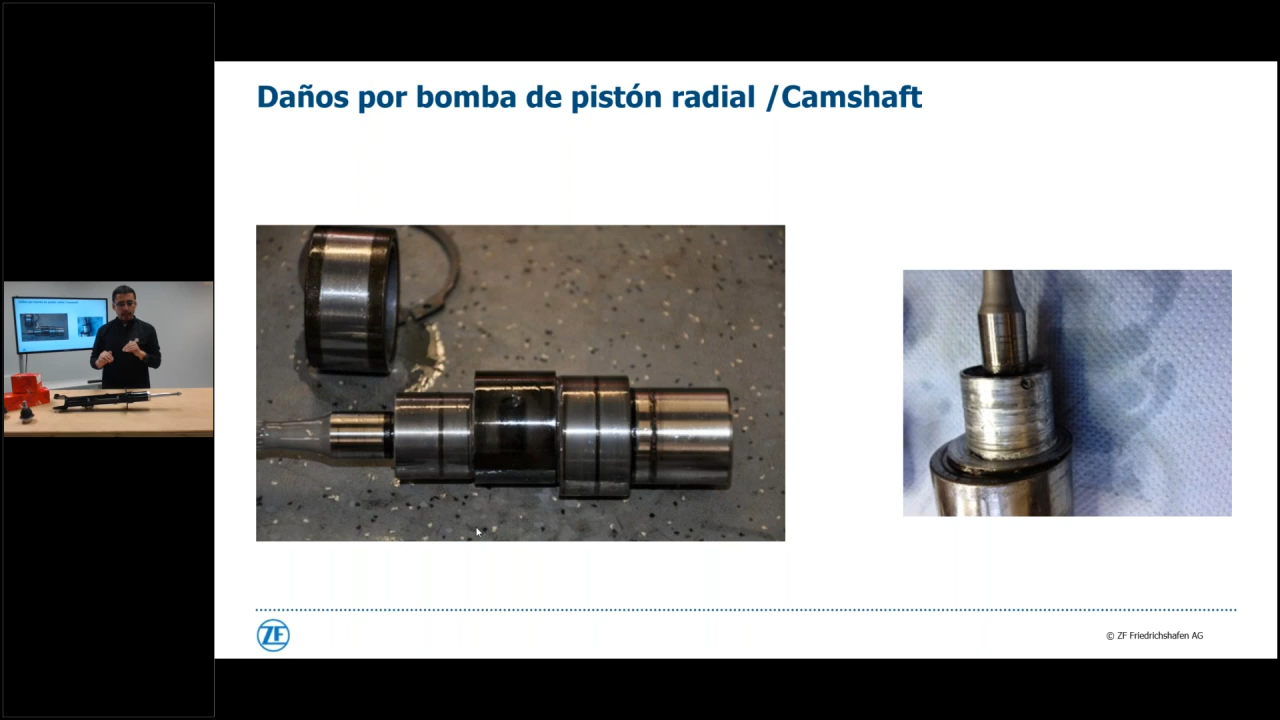 Daños por bomba de pistón radial /Camshaft
ZF
© ZF Friedrichshafen AG